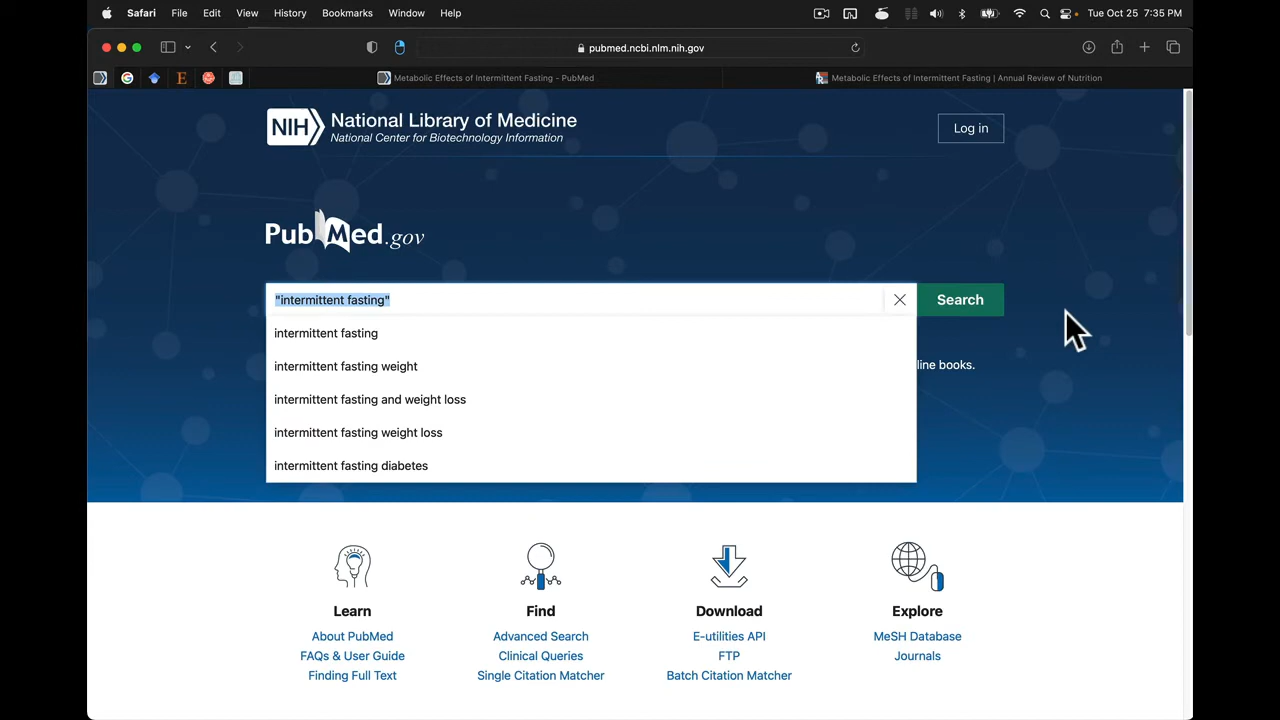 Safari File Edit View History Bookmarks Window Help Tue Oct 25 7:35 PM
pubmed.ncbi.nlm.nih.gov
Metabolic Effects of Intermittent Fasting - PubMed
Metabolic Effects of Intermittent Fasting | Annual Review of Nutrition
NIH National Library of Medicine
National Center for Biotechnology Information
Log in
PubMed.gov
"intermittent fasting"
Search
intermittent fasting
intermittent fasting weight
line books.
intermittent fasting and weight loss
intermittent fasting weight loss
intermittent fasting diabetes
Learn
Find
Download
Explore
About PubMed
Advanced Search
E-utilities API
MeSH Database
FAQs & User Guide
Clinical Queries
FTP
Journals
Finding Full Text
Single Citation Matcher
Batch Citation Matcher